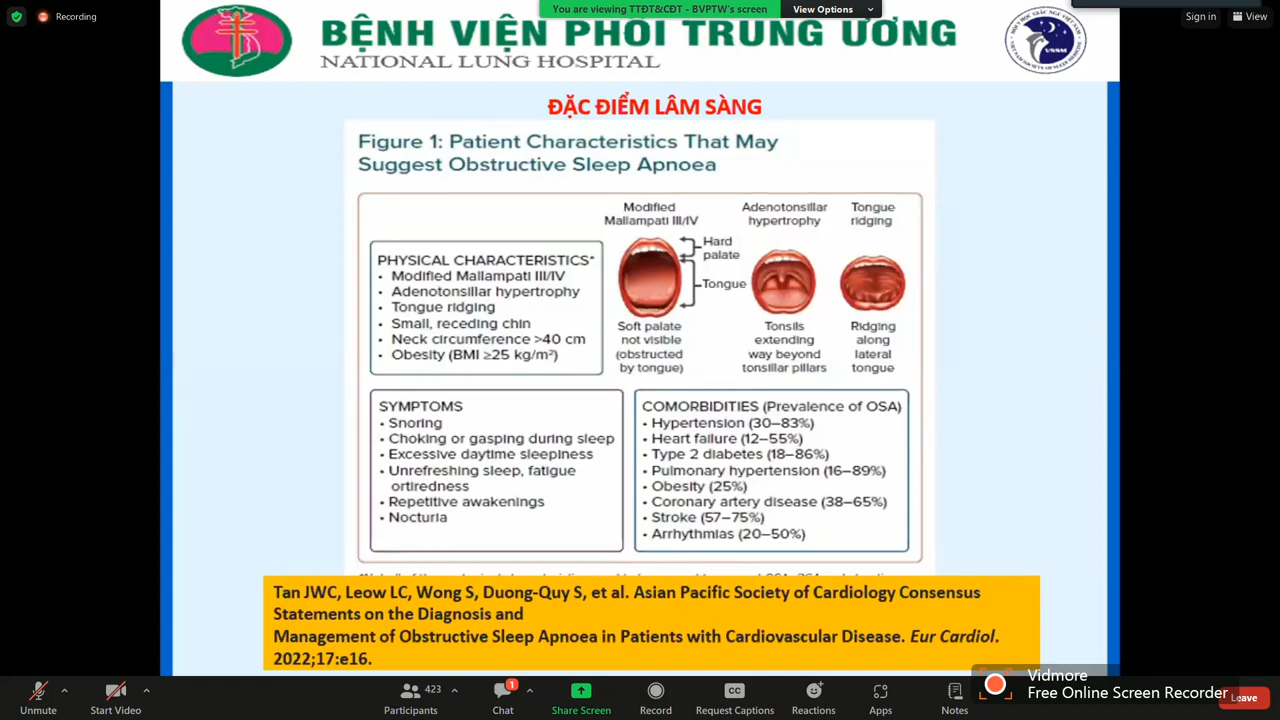 Recording
You are viewing TTĐT&CĐT - BVPTW's screen
View Options
Sign in
View
BỆNH VIỆN PHỔI TRUNG ƯƠNG
NATIONAL LUNG HOSPITAL
VSSM
ĐẶC ĐIỂM LÂM SÀNG
Figure 1: Patient Characteristics That May
Suggest Obstructive Sleep Apnoea
Modified
Mallampati III/IV
Adenotonsillar
hypertrophy
Tongue
ridging
Hard
palate
Tongue
Soft palate
not visible
(obstructed
by tongue)
Tonsils
extending
way beyond
tonsillar pillars
Ridging
along
lateral
tongue
PHYSICAL CHARACTERISTICS*
• Modified Mallampati III/IV
• Adenotonsillar hypertrophy
• Tongue ridging
• Small, receding chin
• Neck circumference >40 cm
• Obesity (BMI ≥25 kg/m²)
SYMPTOMS
• Snoring
• Choking or gasping during sleep
• Excessive daytime sleepiness
• Unrefreshing sleep, fatigue
ortiredness
• Repetitive awakenings
• Nocturia
COMORBIDITIES (Prevalence of OSA)
• Hypertension (30–83%)
• Heart failure (12–55%)
• Type 2 diabetes (18–86%)
• Pulmonary hypertension (16–89%)
• Obesity (25%)
• Coronary artery disease (38–65%)
• Stroke (57–75%)
• Arrhythmias (20–50%)
Tan JWC, Leow LC, Wong S, Duong-Quy S, et al. Asian Pacific Society of Cardiology Consensus
Statements on the Diagnosis and
Management of Obstructive Sleep Apnoea in Patients with Cardiovascular Disease. Eur Cardiol.
2022;17:e16.
Vidmore
Free Online Screen Recorder
Unmute
Start Video
423
Participants
1
Chat
Share Screen
Record
CC
Request Captions
Reactions
Apps
Notes
Leave